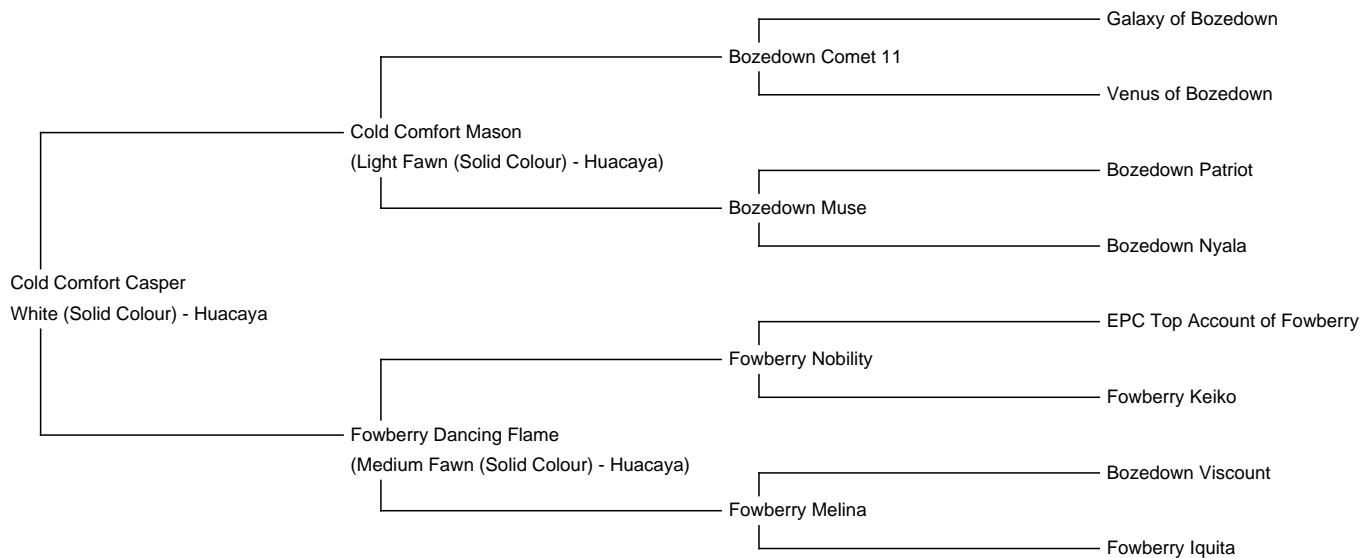 Galaxy of Bozedown
Bozedown Comet 11
Venus of Bozedown
Cold Comfort Mason
(Light Fawn (Solid Colour) - Huacaya)
Bozedown Patriot
Bozedown Muse
Bozedown Nyala
Cold Comfort Casper
White (Solid Colour) - Huacaya
EPC Top Account of Fowberry
Fowberry Nobility
Fowberry Keiko
Fowberry Dancing Flame
(Medium Fawn (Solid Colour) - Huacaya)
Bozedown Viscount
Fowberry Melina
Fowberry Iquita